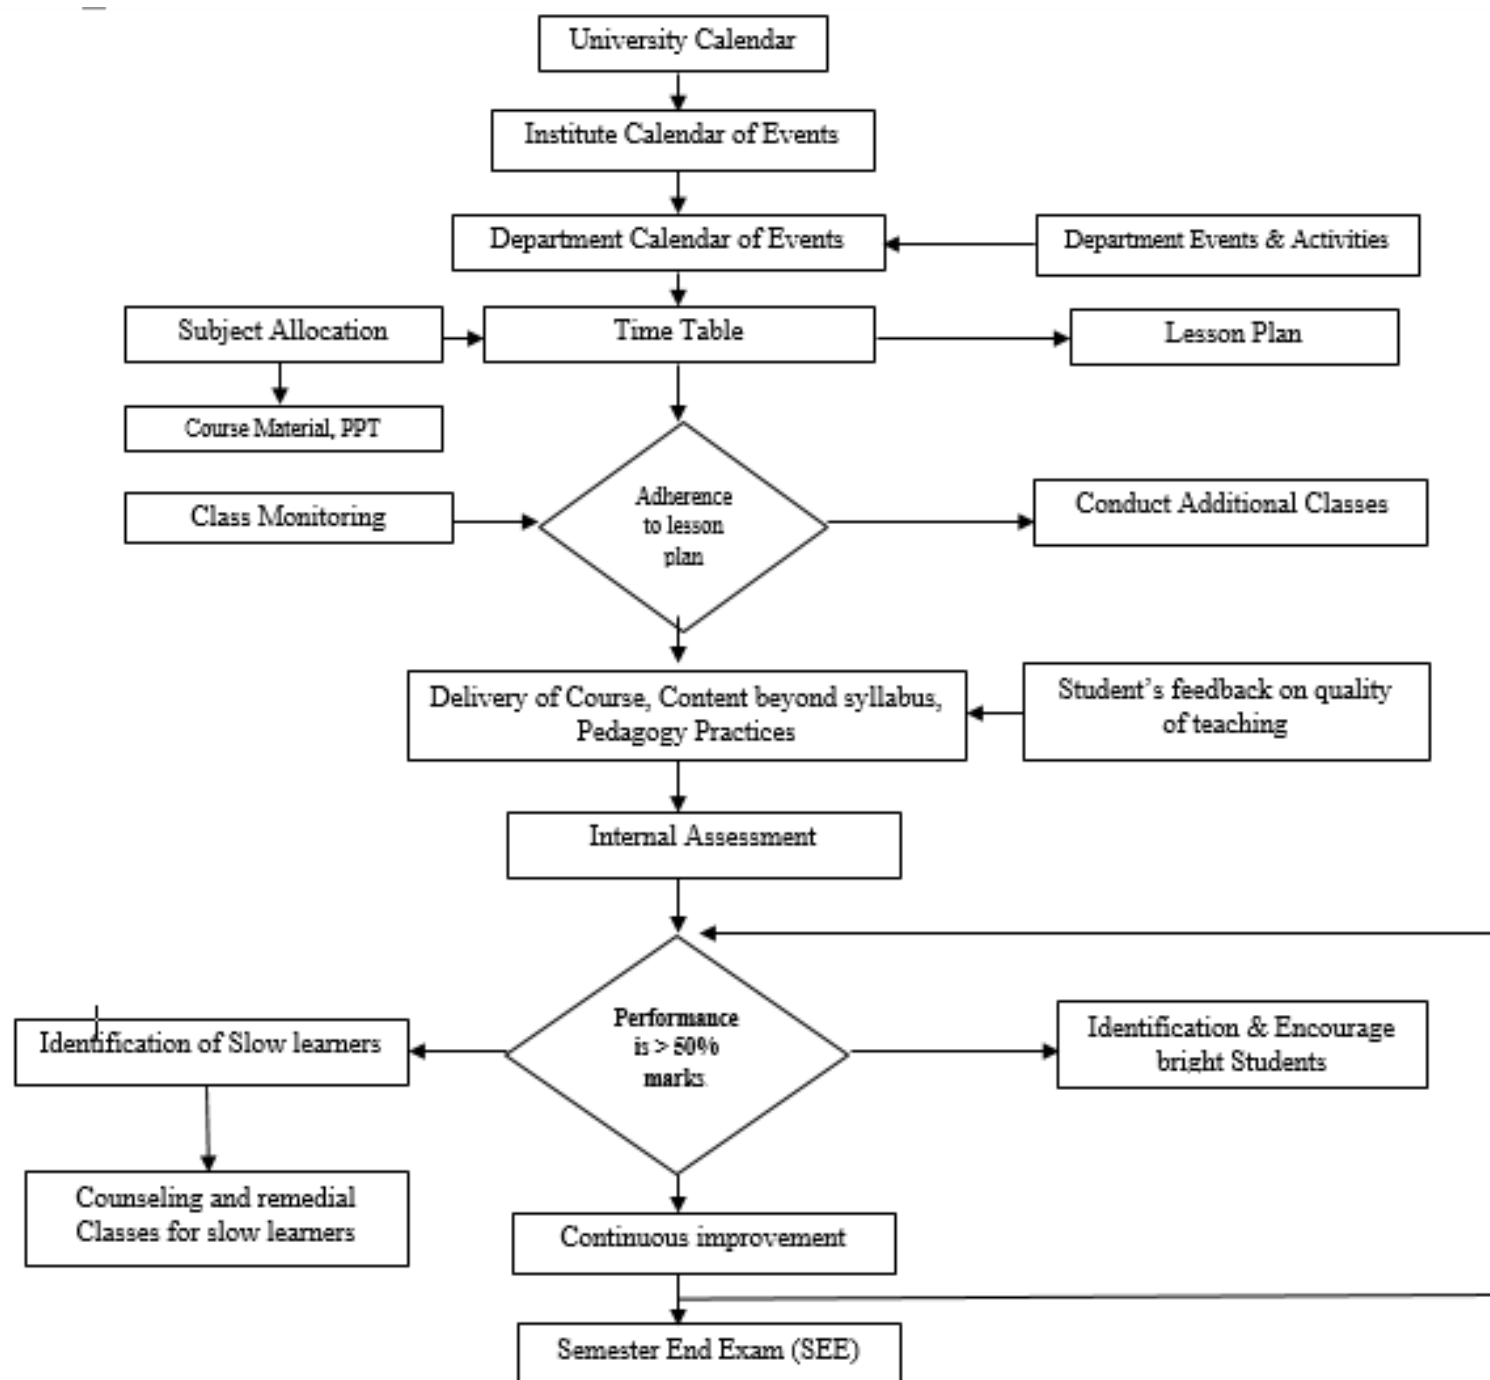 University Calendar
Institute Calendar of Events
Department Calendar of Events
Department Events & Activities
Subject Allocation
Time Table
Lesson Plan
Course Material, PPT
Class Monitoring
Adherence
to lesson
plan
Conduct Additional Classes
Delivery of Course, Content beyond syllabus,
Pedagogy Practices
Student's feedback on quality
of teaching
Internal Assessment
Performance
is > 50%
marks
Identification of Slow learners
Identification & Encourage
bright Students
Counseling and remedial
Classes for slow learners
Continuous improvement
Semester End Exam (SEE)